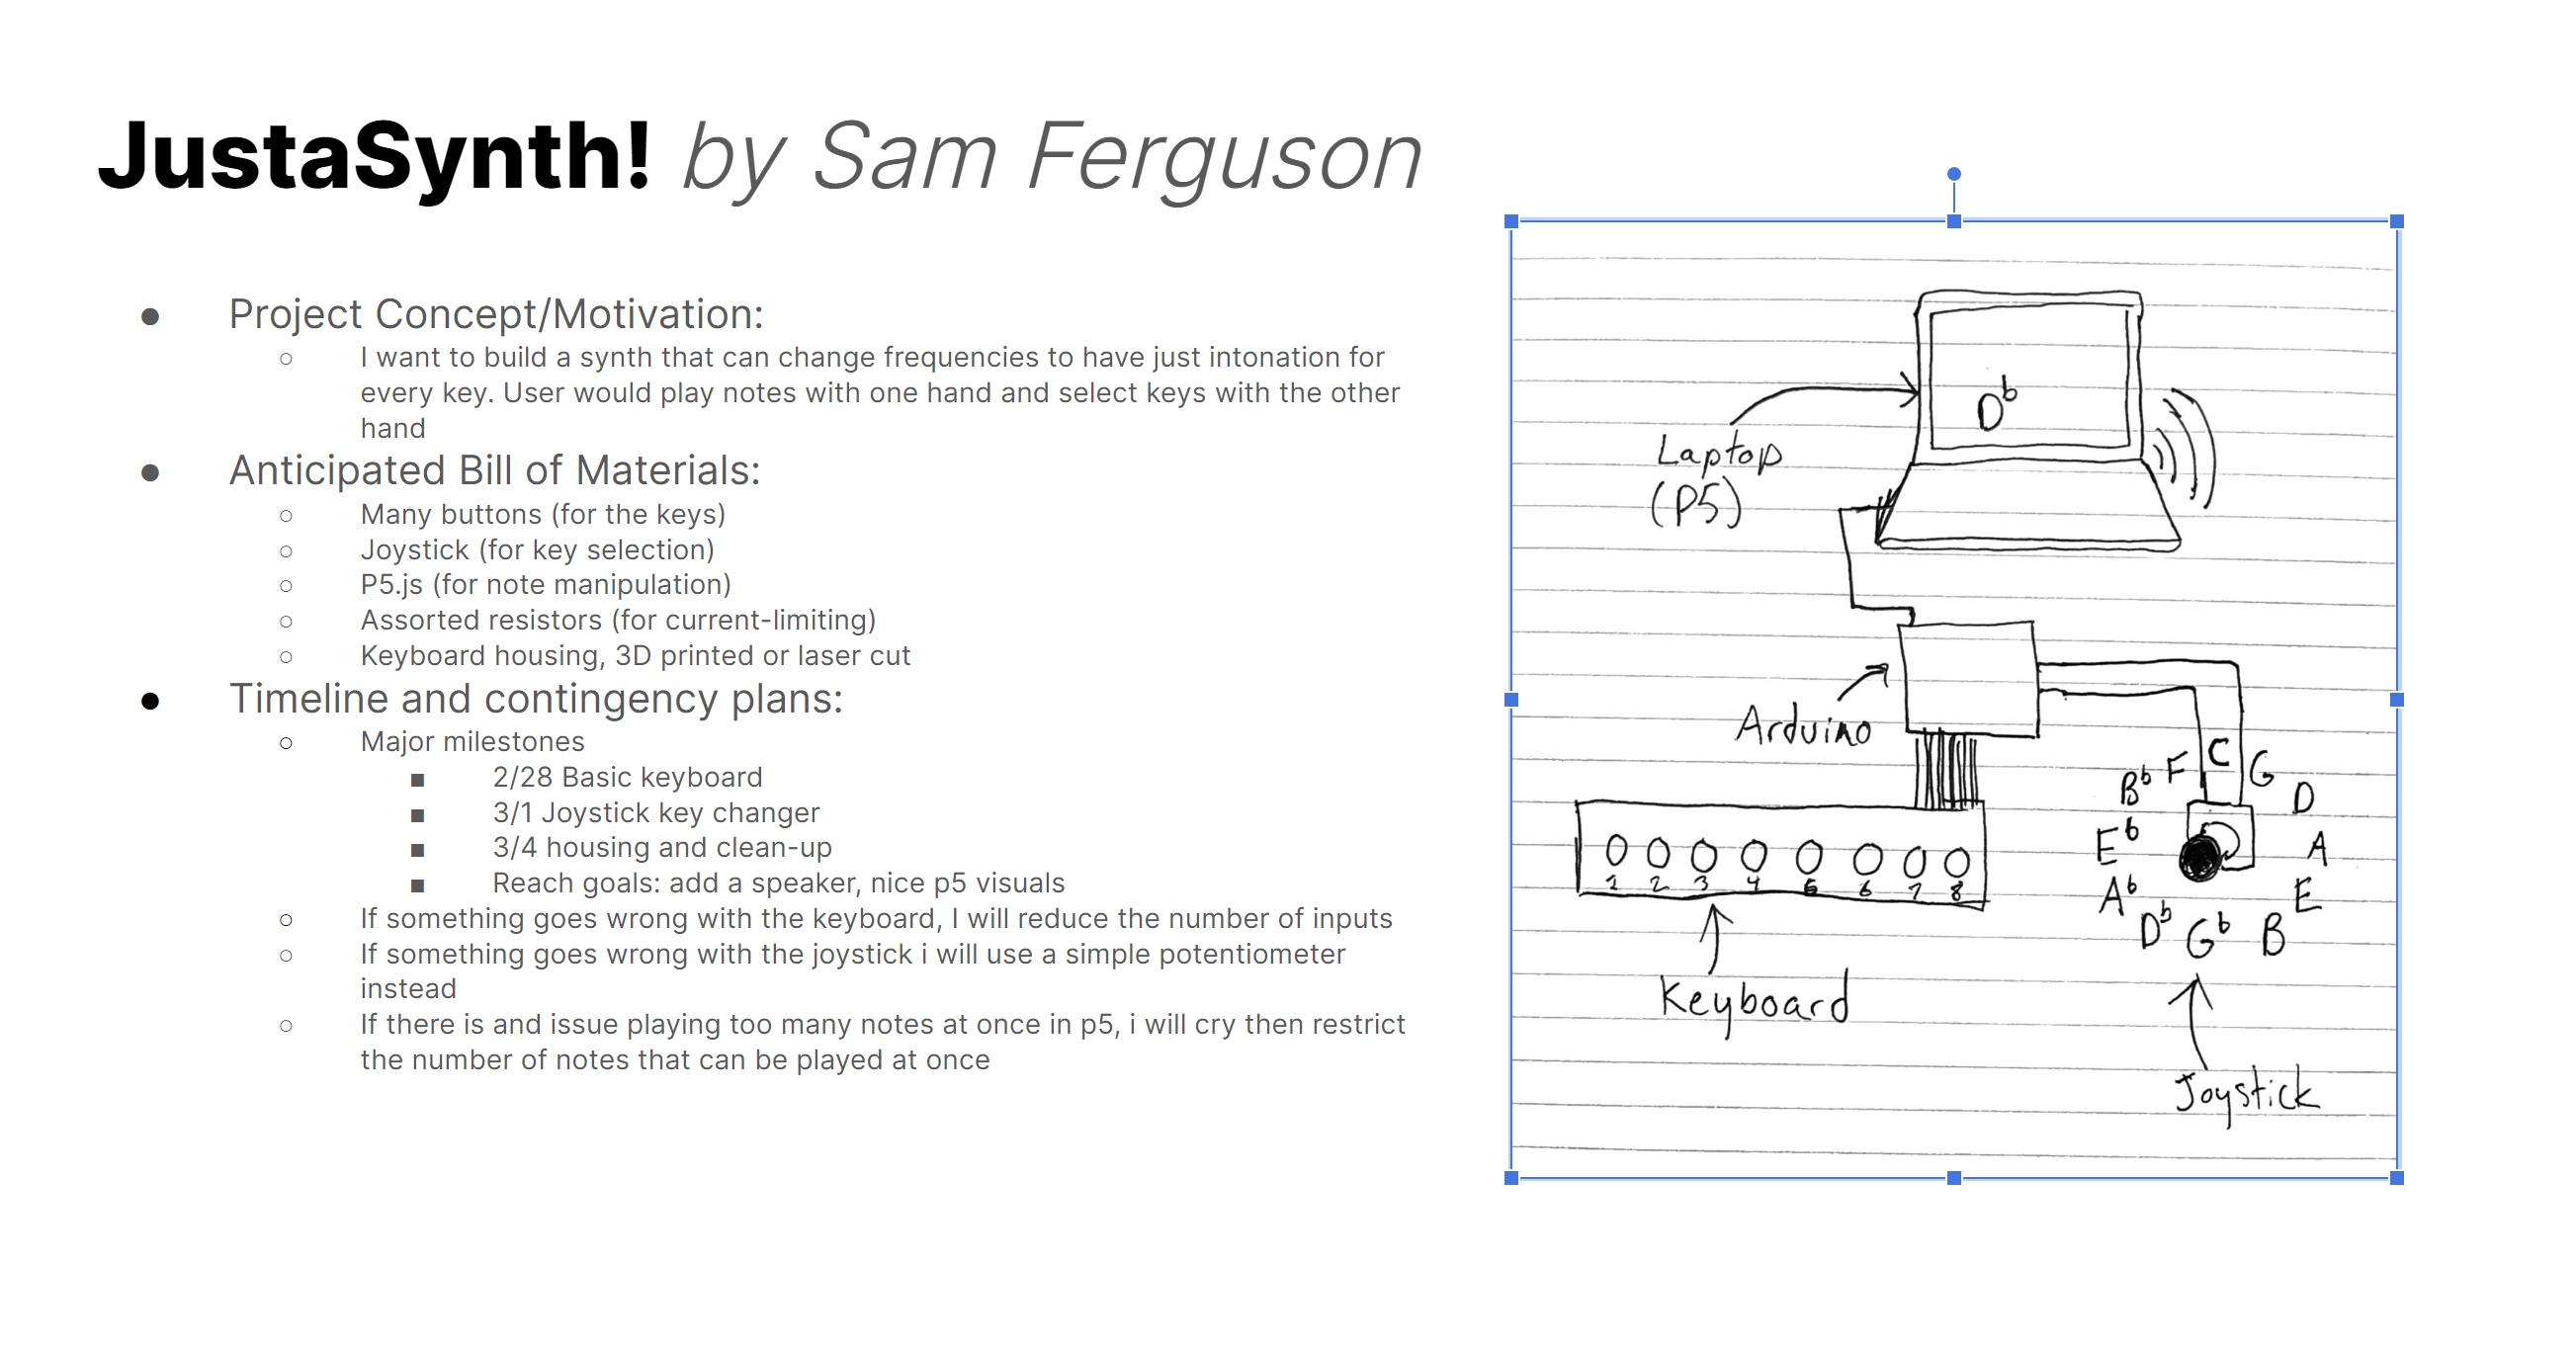 JustaSynth! by Sam Ferguson
● Project Concept/Motivation:
○ I want to build a synth that can change frequencies to have just intonation for
every key. User would play notes with one hand and select keys with the other
hand
● Anticipated Bill of Materials:
○ Many buttons (for the keys)
○ Joystick (for key selection)
○ P5.js (for note manipulation)
○ Assorted resistors (for current-limiting)
○ Keyboard housing, 3D printed or laser cut
● Timeline and contingency plans:
○ Major milestones
■ 2/28 Basic keyboard
■ 3/1 Joystick key changer
■ 3/4 housing and clean-up
■ Reach goals: add a speaker, nice p5 visuals
○ If something goes wrong with the keyboard, I will reduce the number of inputs
○ If something goes wrong with the joystick i will use a simple potentiometer
instead
○ If there is and issue playing too many notes at once in p5, i will cry then restrict
the number of notes that can be played at once
D♭
Laptop
(P5)
Arduino
1 2 3 4 5 6 7 8
Keyboard
C
G
D
A
E
B
G♭
D♭
A♭
E♭
B♭
F
Joystick